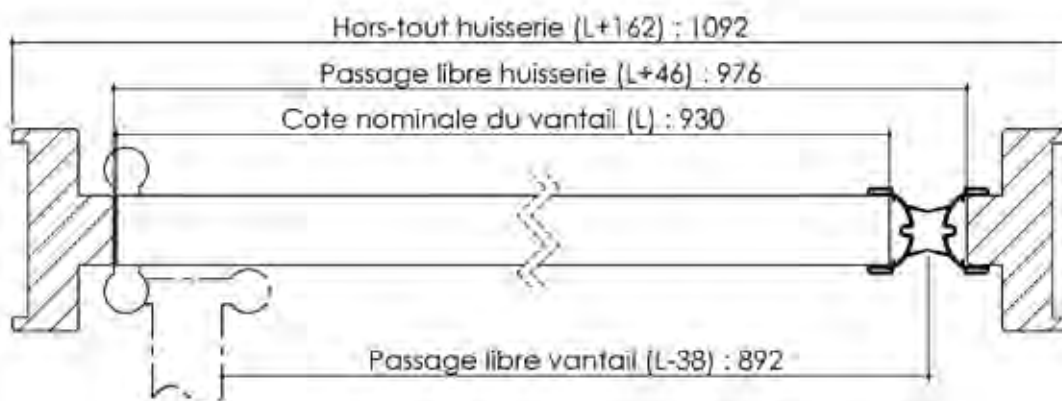 Hors-tout huisserie (L+162) : 1092
Passage libre huisserie (L+46) : 976
Cote nominale du vantail (L) : 930
Passage libre vantail (L-38) : 892